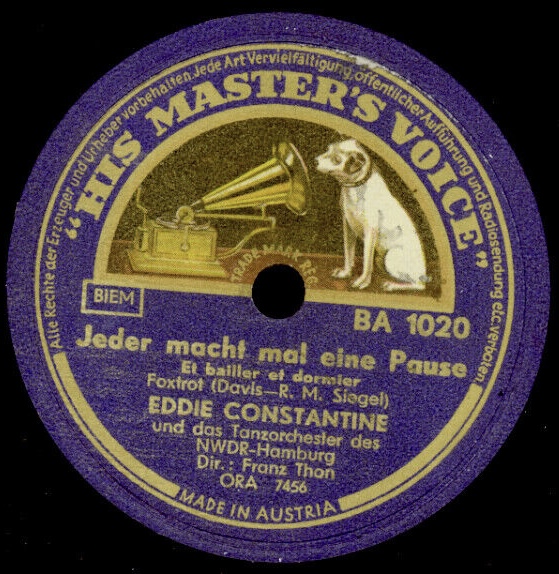 Alle Rechte der Erzeuger und Urheber vorbehalten. Jede Art Vervielfältigung, öffentlicher Aufführung und Radiosendung etc. verboten
"HIS MASTER'S VOICE"
TRADE MARK REG.
BIEM
BA 1020
Jeder macht mal eine Pause
Et bailler et dormier
Foxtrot (Davis—R. M. Siegel)
EDDIE CONSTANTINE
und das Tanzorchester des
NWDR-Hamburg
Dir.: Franz Thon
ORA 7456
MADE IN AUSTRIA